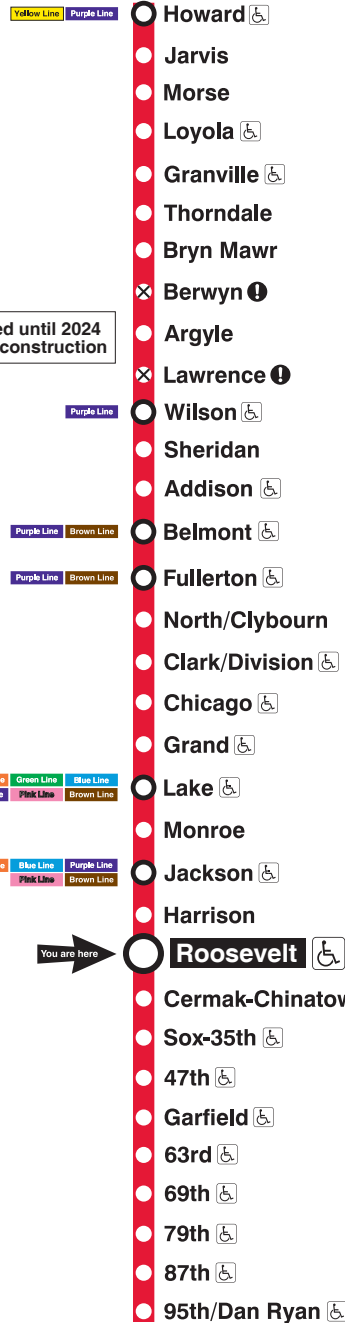 Yellow Line Purple Line Howard
Jarvis
Morse
Loyola
Granville
Thorndale
Bryn Mawr
Berwyn !
until 2024
construction
Argyle
Lawrence !
Purple Line Wilson
Sheridan
Addison
Purple Line Brown Line Belmont
Purple Line Brown Line Fullerton
North/Clybourn
Clark/Division
Chicago
Grand
Green Line Blue Line
Pink Line Brown Line
Lake
Monroe
Blue Line Purple Line
Pink Line Brown Line
Jackson
Harrison
You are here Roosevelt
Sox-35th
47th
Garfield
63rd
69th
79th
87th
95th/Dan Ryan